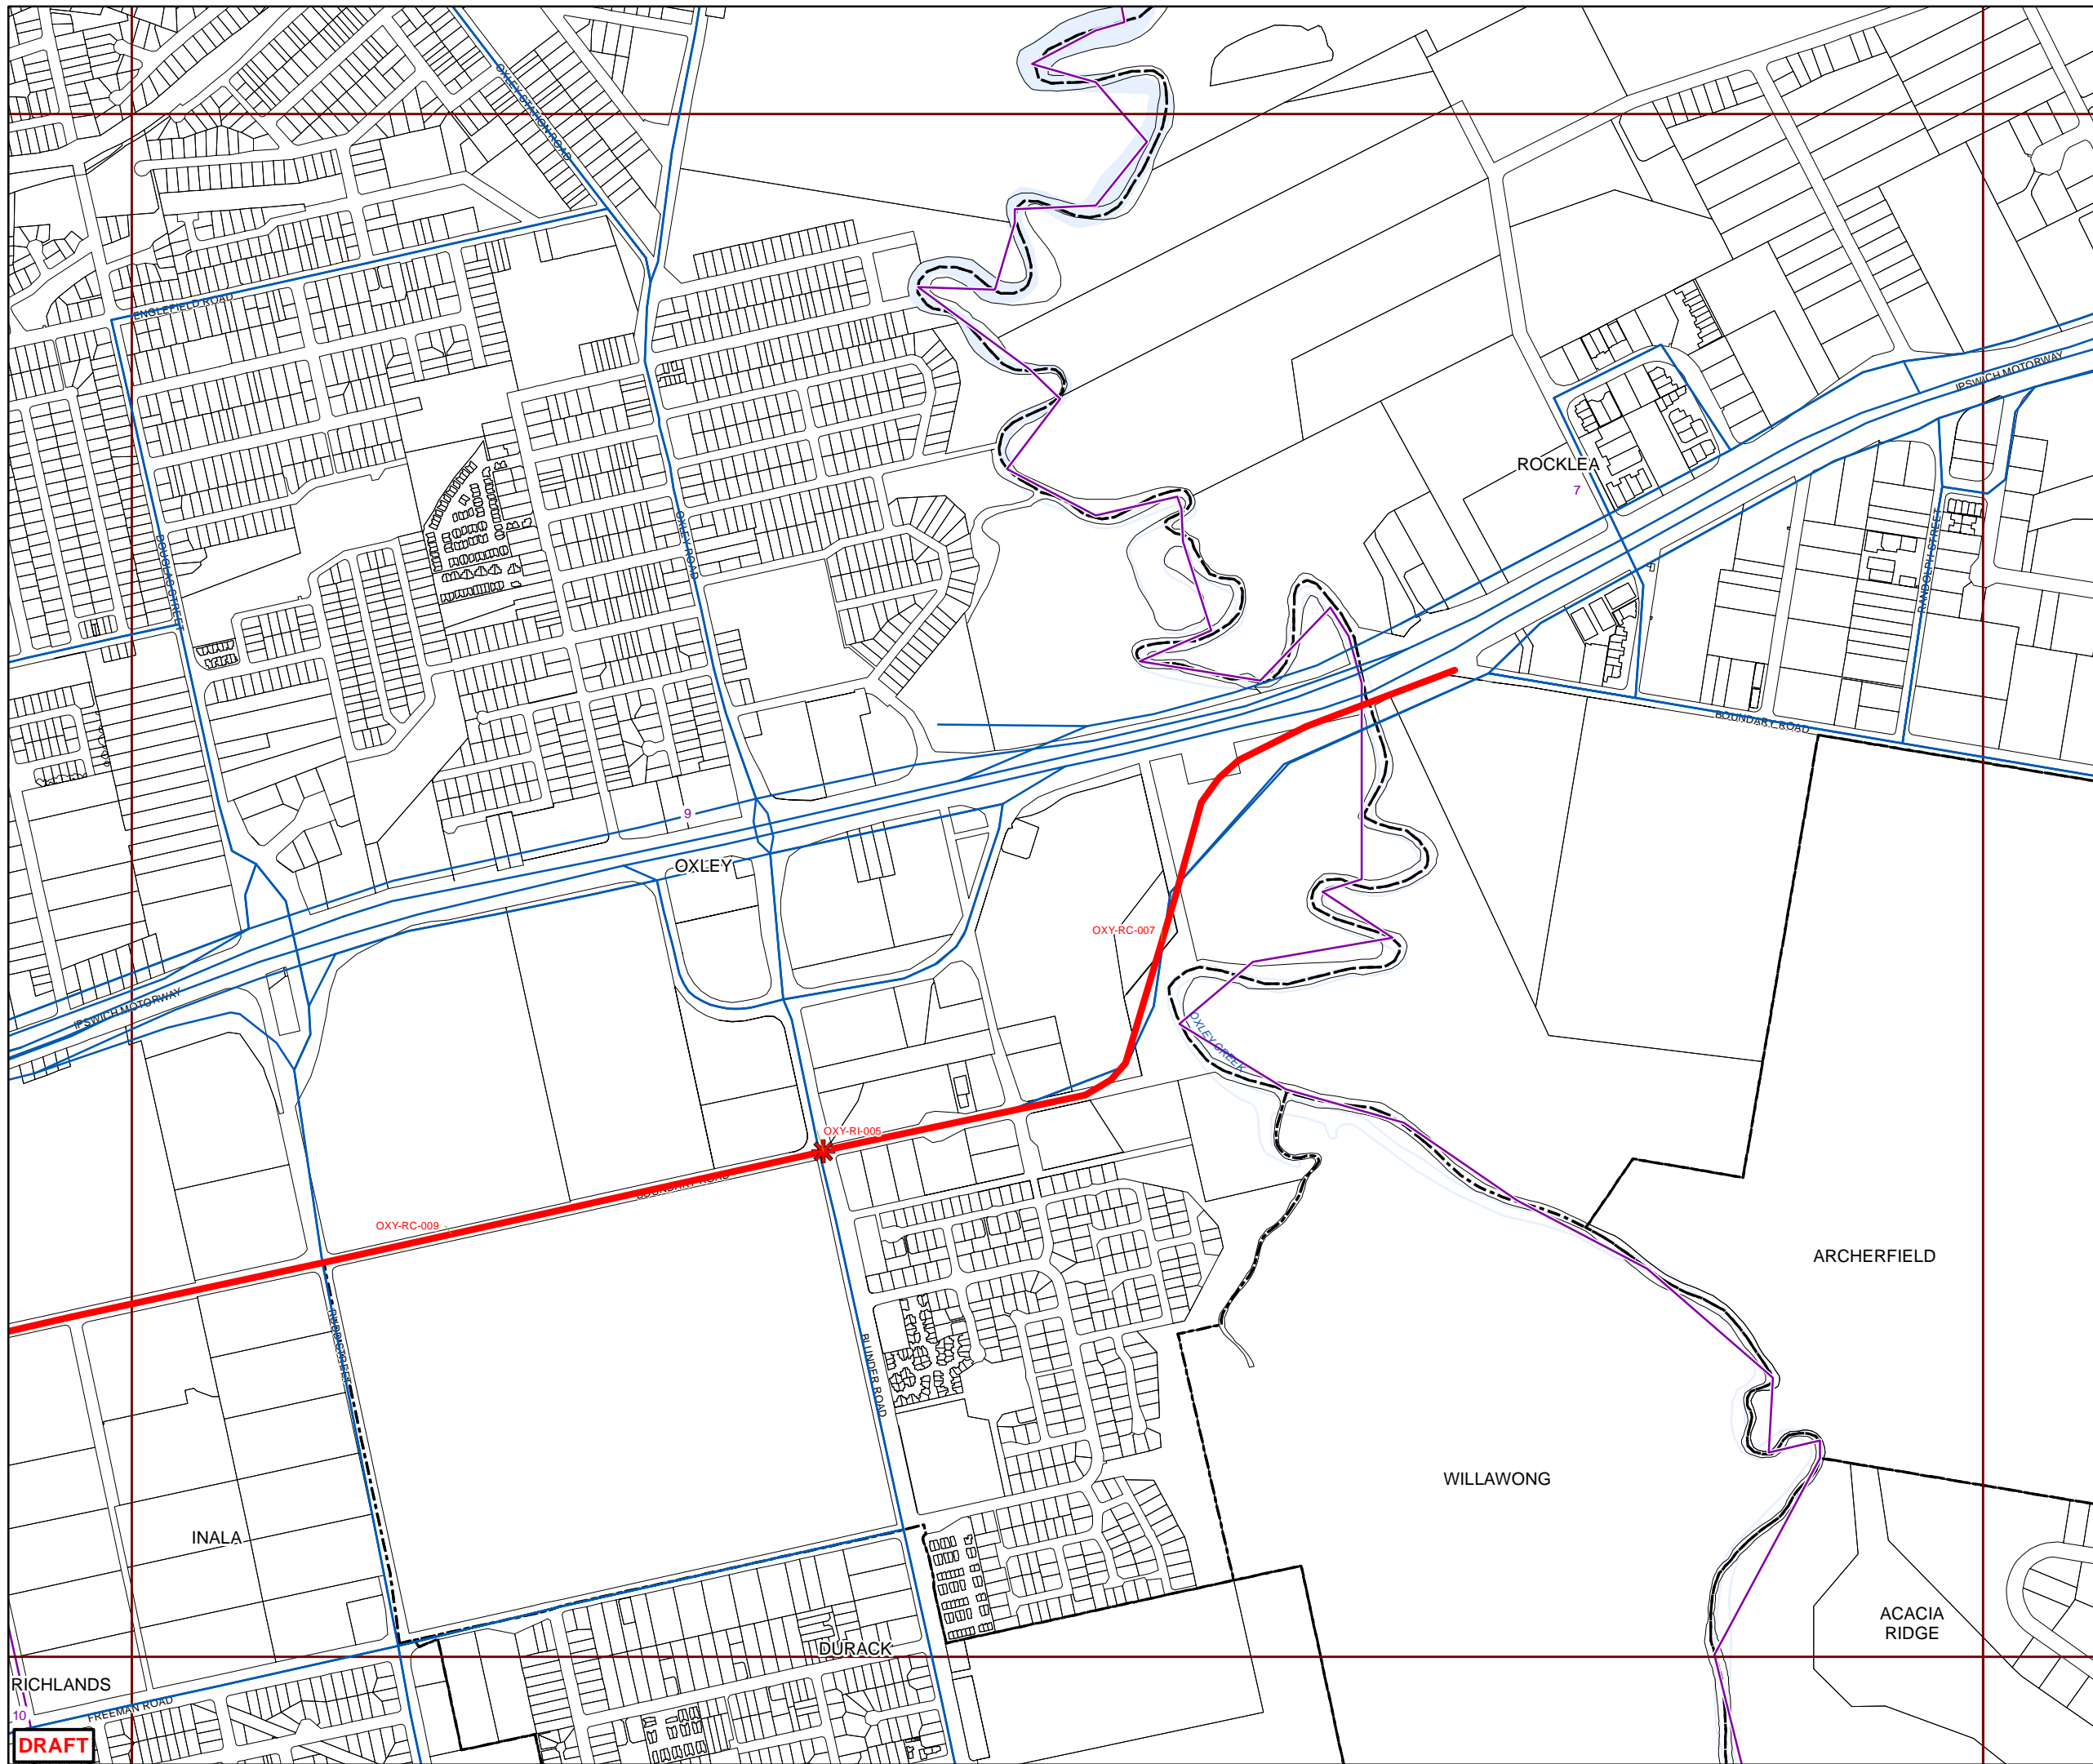 OXLEY STATION ROAD
ENGLEFIELD ROAD
IPSWICH MOTORWAY
ROCKLEA
7
OXLEY ROAD
DOUGLAS STREET
RANDOLPH STREET
BOUNDARY ROAD
9
OXLEY
OXY-RC-007
IPSWICH MOTORWAY
OXLEY CREEK
OXY-RI-005
BOUNDARY ROAD
OXY-RC-009
ARCHERFIELD
BLUNDER ROAD
WILLAWONG
INALA
ACACIA
RIDGE
DURACK
RICHLANDS
FREEMAN ROAD
10
DRAFT